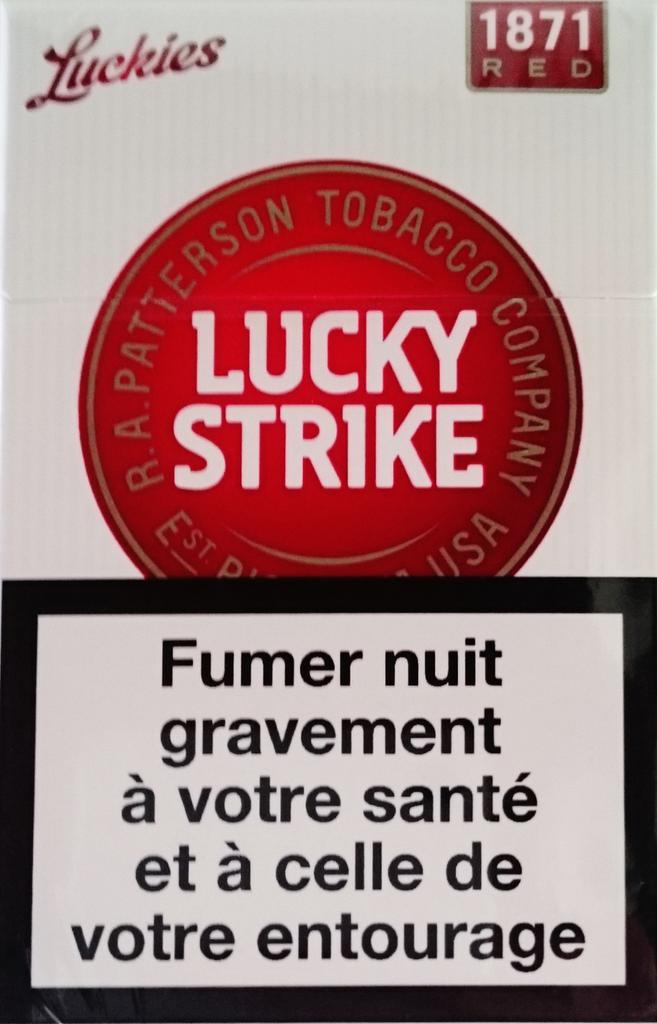 Luckies
1871
RED
R.A.PATTERSON TOBACCO COMPANY
LUCKY
STRIKE
EST. USA
Fumer nuit
gravement
à votre santé
et à celle de
votre entourage